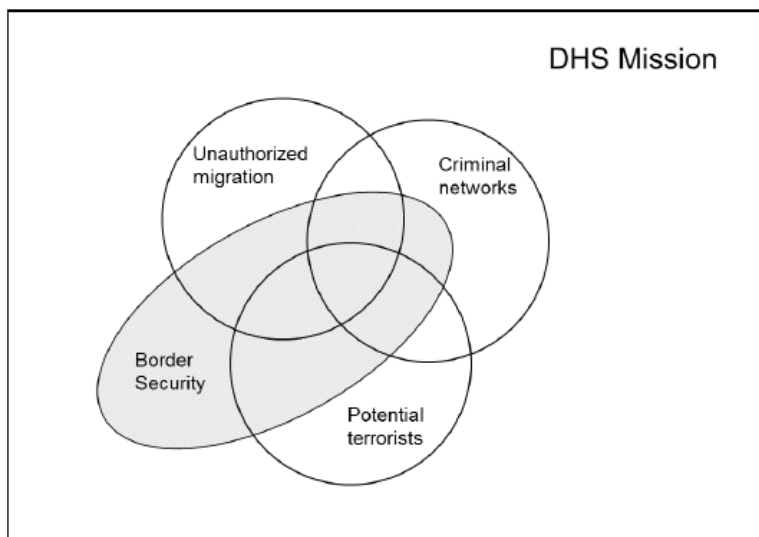 DHS Mission
Unauthorized
migration
Criminal
networks
Border
Security
Potential
terrorists